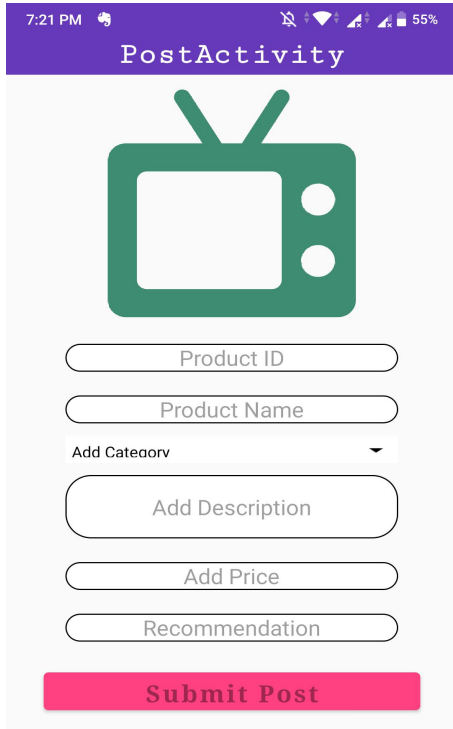 7:21 PM 55%
PostActivity
Product ID
Product Name
Add Category
Add Description
Add Price
Recommendation
Submit Post